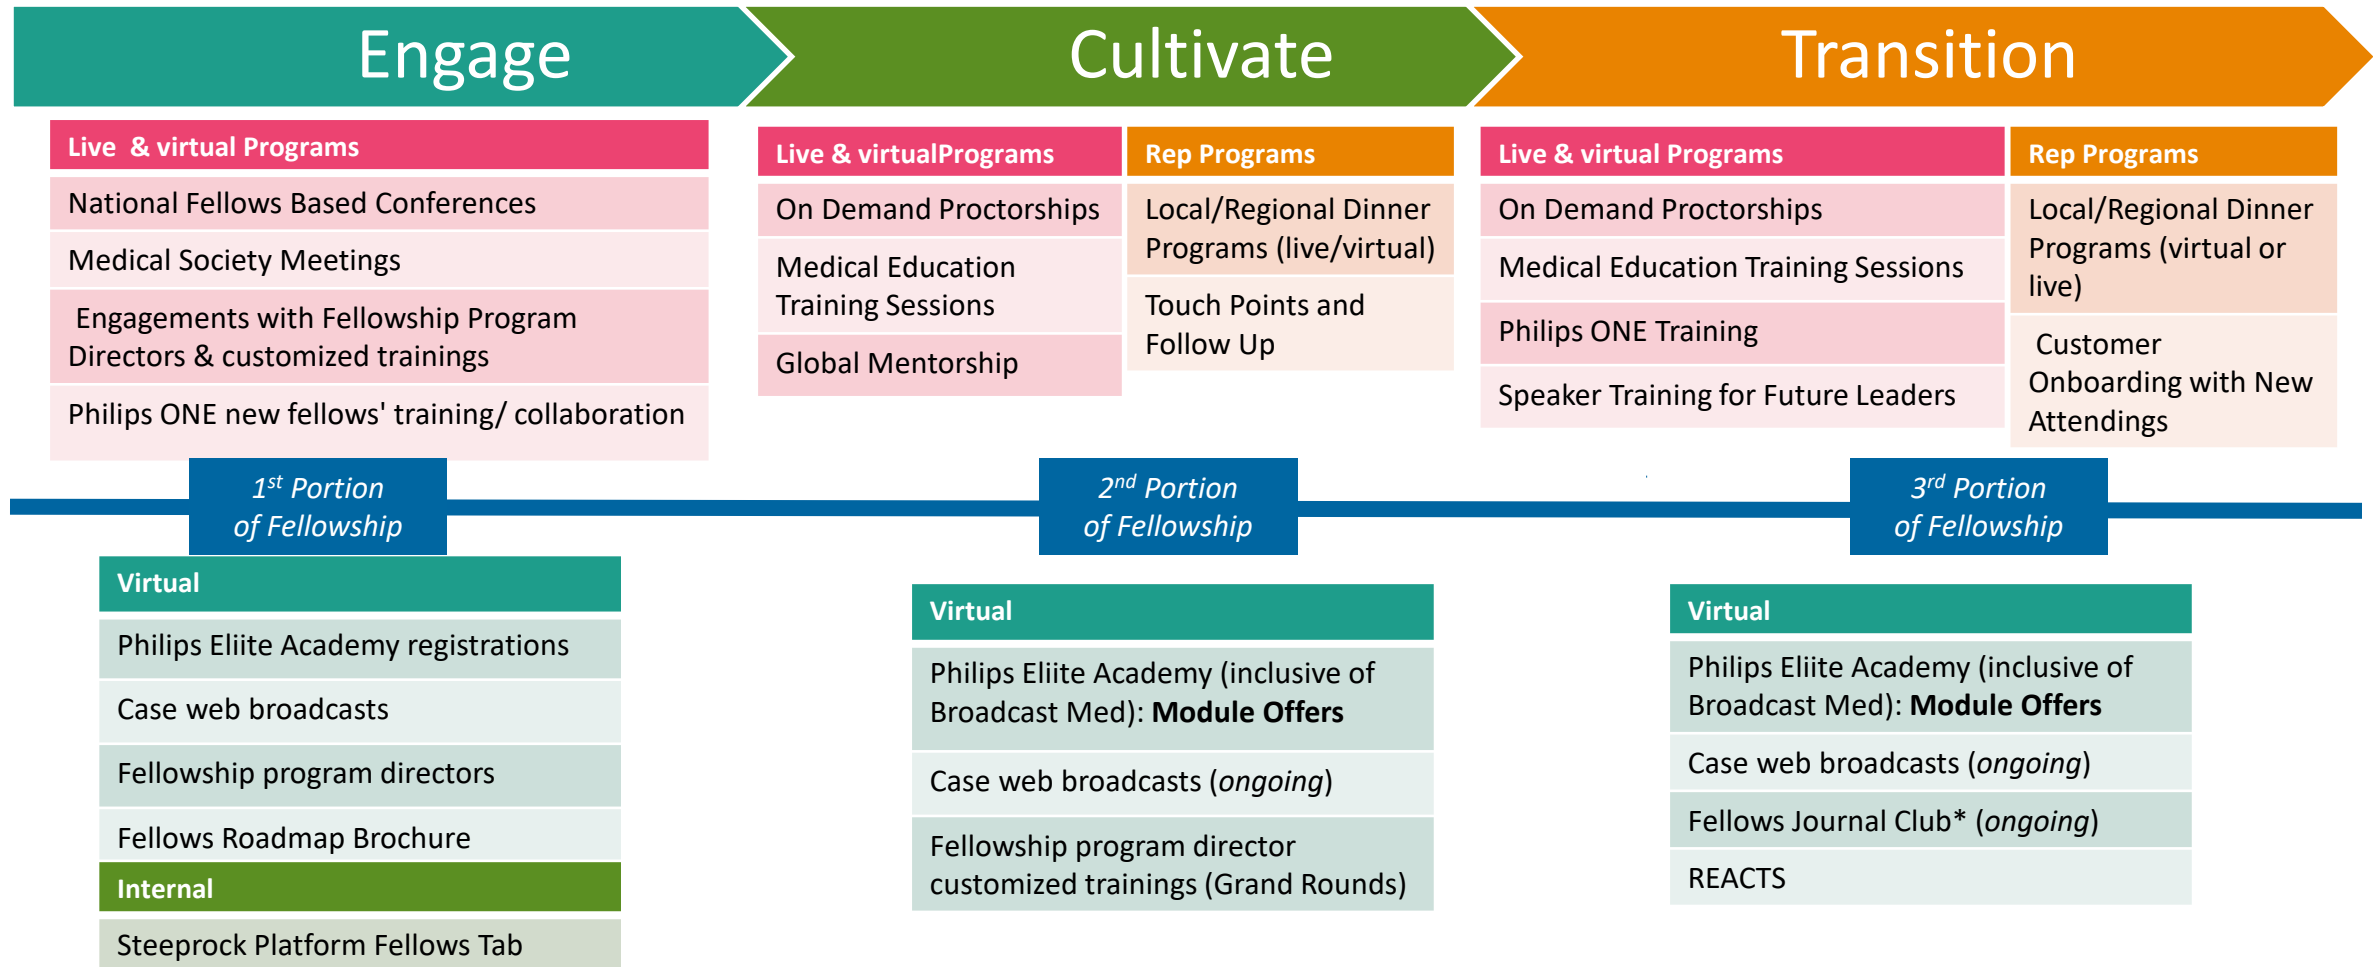 Engage
Cultivate
Transition
Live & virtual Programs
National Fellows Based Conferences
Medical Society Meetings
Engagements with Fellowship Program
Directors & customized trainings
Philips ONE new fellows' training/ collaboration
Live & virtualPrograms
On Demand Proctorships
Medical Education
Training Sessions
Global Mentorship
Rep Programs
Local/Regional Dinner
Programs (live/virtual)
Touch Points and
Follow Up
Live & virtual Programs
On Demand Proctorships
Medical Education Training Sessions
Philips ONE Training
Speaker Training for Future Leaders
Rep Programs
Local/Regional Dinner
Programs (virtual or
live)
Customer
Onboarding with New
Attendings
1st Portion
of Fellowship
2nd Portion
of Fellowship
3rd Portion
of Fellowship
Virtual
Philips Eliite Academy registrations
Case web broadcasts
Fellowship program directors
Fellows Roadmap Brochure
Internal
Steeprock Platform Fellows Tab
Virtual
Philips Eliite Academy (inclusive of
Broadcast Med): Module Offers
Case web broadcasts (ongoing)
Fellowship program director
customized trainings (Grand Rounds)
Virtual
Philips Eliite Academy (inclusive of
Broadcast Med): Module Offers
Case web broadcasts (ongoing)
Fellows Journal Club* (ongoing)
REACTS